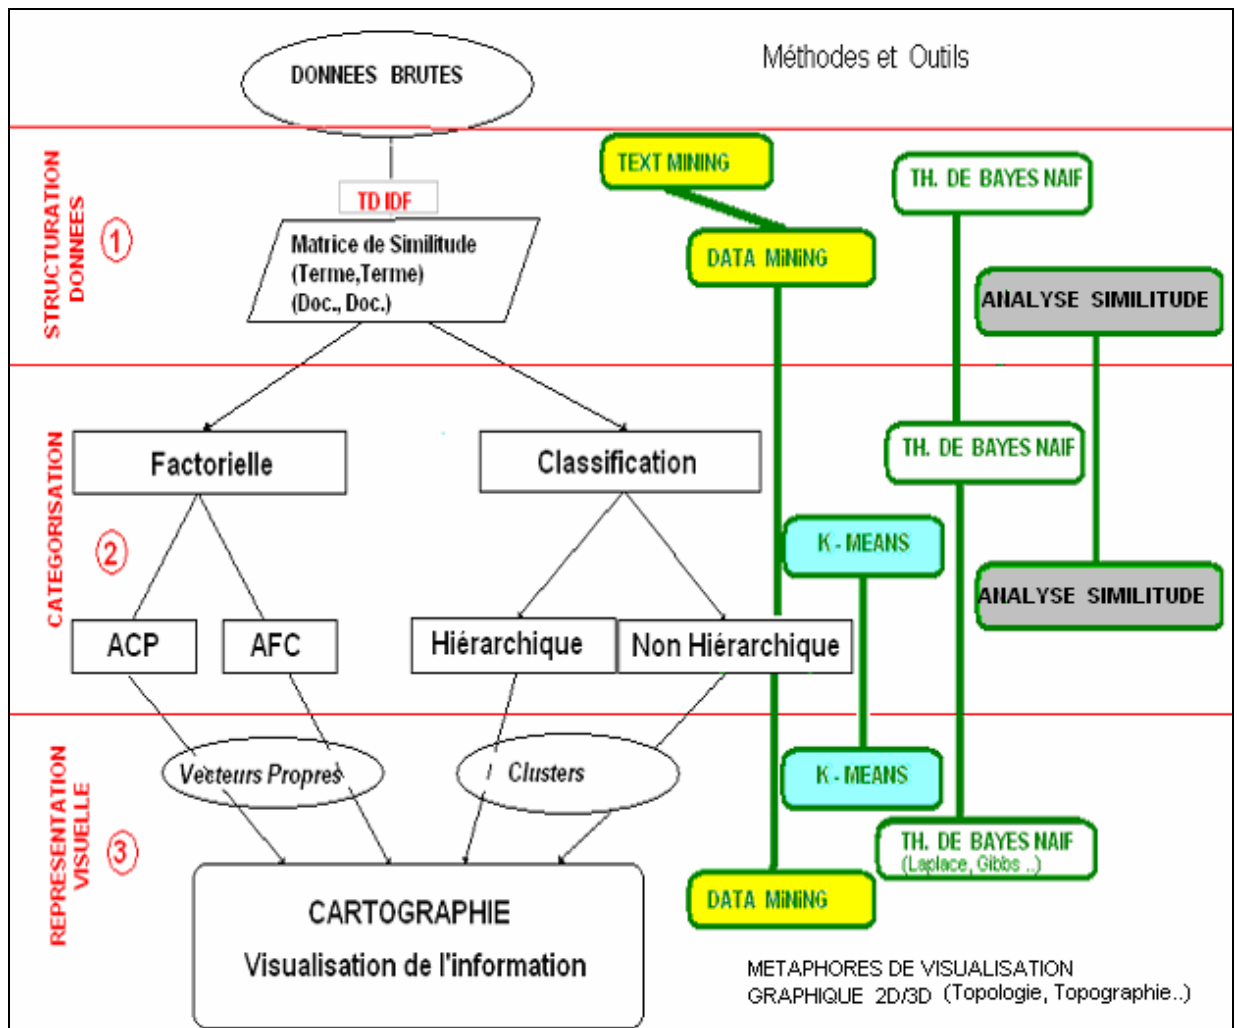 DONNEES BRUTES
Méthodes et Outils
STRUCTURATION
DONNEES
1
TD IDF
Matrice de Similitude
(Terme,Terme)
(Doc., Doc.)
TEXT MINING
DATA MiNiNG
TH. DE BAYES NAIF
ANALYSE SIMILITUDE
CATEGORISATION
2
Factorielle
Classification
TH. DE BAYES NAIF
K - MEANS
ANALYSE SIMILITUDE
ACP
AFC
Hiérarchique
Non Hiérarchique
REPRESENTATION
VISUELLE
3
Vecteurs Propres
Clusters
K - MEANS
TH. DE BAYES NAIF
(Laplace, Gibbs ..)
DATA MiNiNG
CARTOGRAPHIE
Visualisation de l'information
METAPHORES DE VISUALISATION
GRAPHIQUE 2D/3D (Topologie, Topographie..)